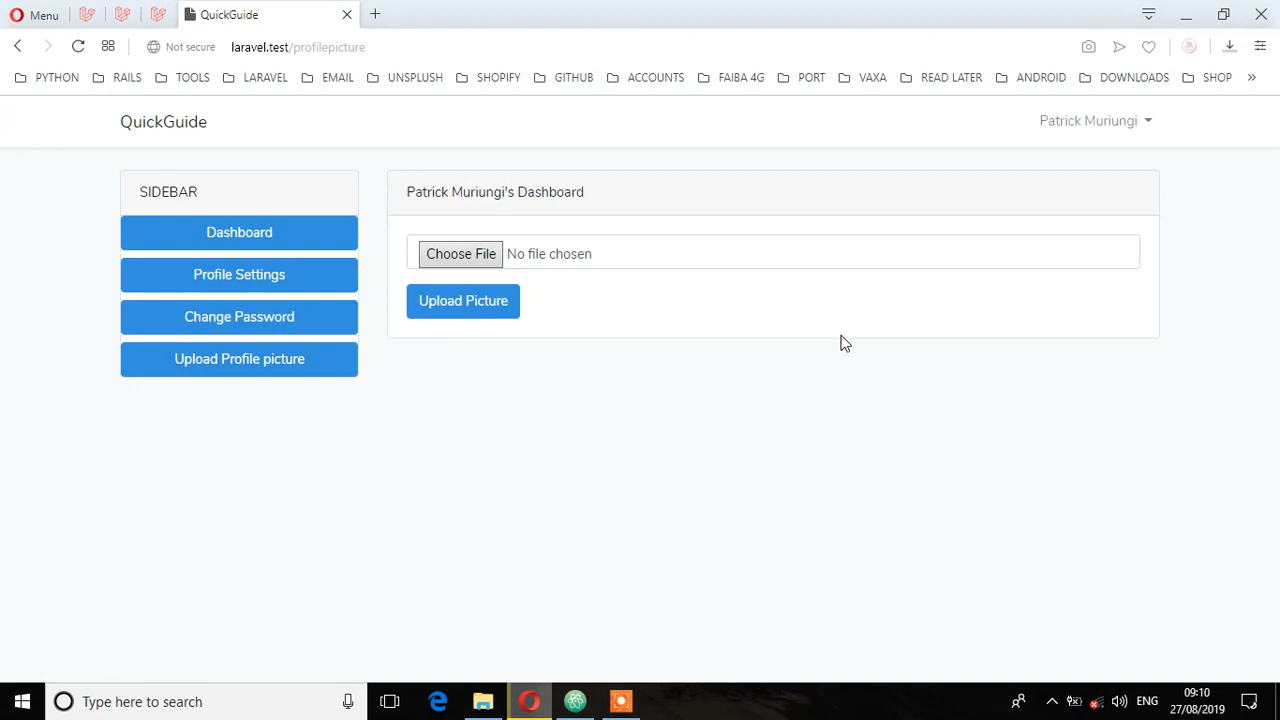 Menu
QuickGuide
Not secure laravel.test/profilepicture
PYTHON RAILS TOOLS LARAVEL EMAIL UNSPLUSH SHOPIFY GITHUB ACCOUNTS FAIBA 4G PORT VAXA READ LATER ANDROID DOWNLOADS SHOP »
QuickGuide Patrick Muriungi
SIDEBAR
Dashboard
Profile Settings
Change Password
Upload Profile picture
Patrick Muriungi's Dashboard
Choose File No file chosen
Upload Picture
Type here to search
ENG
09:10
27/08/2019